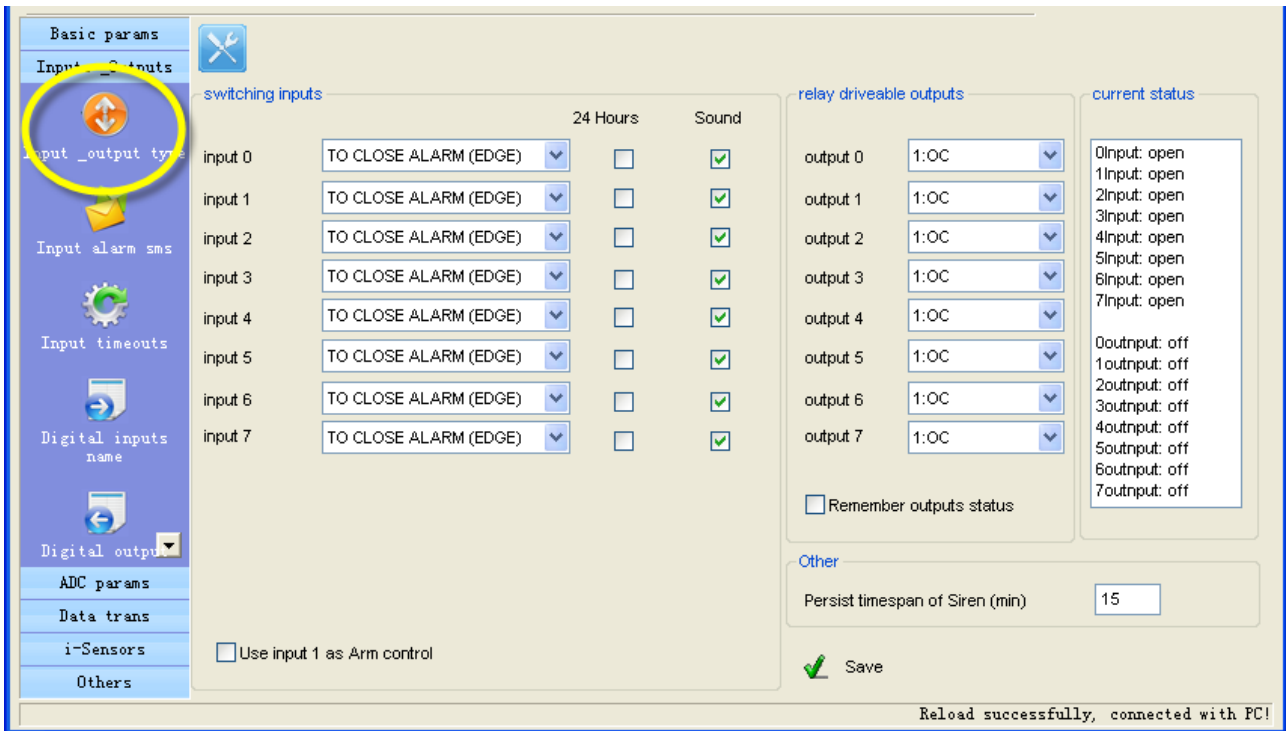 Basic params
Input _Outputs
Input _output type
Input alarm sms
Input timeouts
Digital inputs
name
Digital outpu
ADC params
Data trans
i-Sensors
Others
switching inputs
24 Hours Sound
input 0 TO CLOSE ALARM (EDGE)
input 1 TO CLOSE ALARM (EDGE)
input 2 TO CLOSE ALARM (EDGE)
input 3 TO CLOSE ALARM (EDGE)
input 4 TO CLOSE ALARM (EDGE)
input 5 TO CLOSE ALARM (EDGE)
input 6 TO CLOSE ALARM (EDGE)
input 7 TO CLOSE ALARM (EDGE)
Use input 1 as Arm control
relay driveable outputs
output 0 1:OC
output 1 1:OC
output 2 1:OC
output 3 1:OC
output 4 1:OC
output 5 1:OC
output 6 1:OC
output 7 1:OC
Remember outputs status
current status
0Input: open
1Input: open
2Input: open
3Input: open
4Input: open
5Input: open
6Input: open
7Input: open
0outnput: off
1outnput: off
2outnput: off
3outnput: off
4outnput: off
5outnput: off
6outnput: off
7outnput: off
Other
Persist timespan of Siren (min) 15
Save
Reload successfully, connected with PC!